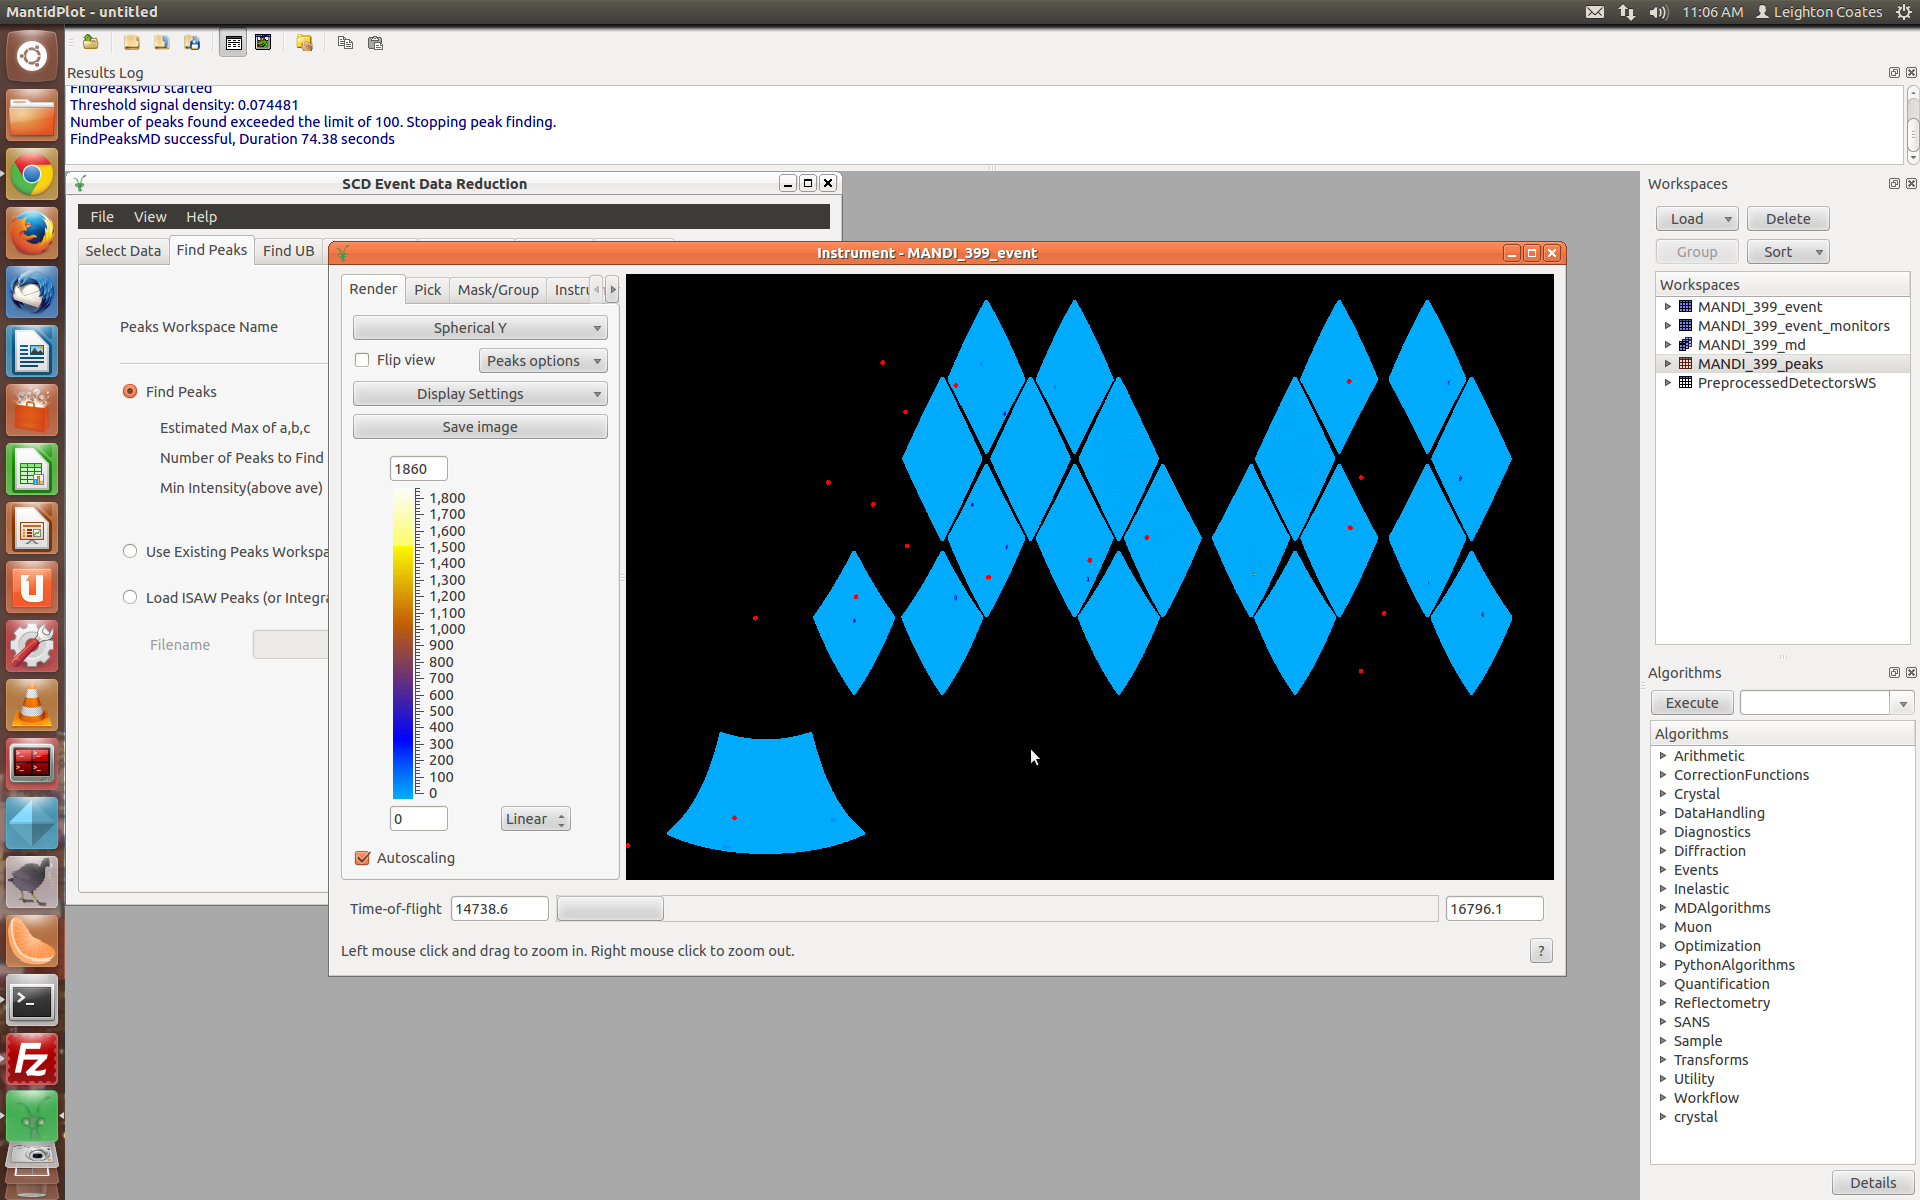 MantidPlot - untitled
11:06 AM
Leighton Coates
Results Log
FindPeaksMD started
Threshold signal density: 0.074481
Number of peaks found exceeded the limit of 100. Stopping peak finding.
FindPeaksMD successful, Duration 74.38 seconds
SCD Event Data Reduction
File View Help
Select Data Find Peaks Find UB
Peaks Workspace Name
Find Peaks
Estimated Max of a,b,c
Number of Peaks to Find
Min Intensity(above ave)
Use Existing Peaks Workspa
Load ISAW Peaks (or Integra
Filename
Instrument - MANDI_399_event
Render Pick Mask/Group Instru
Spherical Y
Flip view Peaks options
Display Settings
Save image
1860
1,800
1,700
1,600
1,500
1,400
1,300
1,200
1,100
1,000
900
800
700
600
500
400
300
200
100
0
0
Linear
Autoscaling
Time-of-flight 14738.6 16796.1
Left mouse click and drag to zoom in. Right mouse click to zoom out.
?
Workspaces
Load Delete
Group Sort
Workspaces
MANDI_399_event
MANDI_399_event_monitors
MANDI_399_md
MANDI_399_peaks
PreprocessedDetectorsWS
Algorithms
Execute
Algorithms
Arithmetic
CorrectionFunctions
Crystal
DataHandling
Diagnostics
Diffraction
Events
Inelastic
MDAlgorithms
Muon
Optimization
PythonAlgorithms
Quantification
Reflectometry
SANS
Sample
Transforms
Utility
Workflow
crystal
Details
Fz